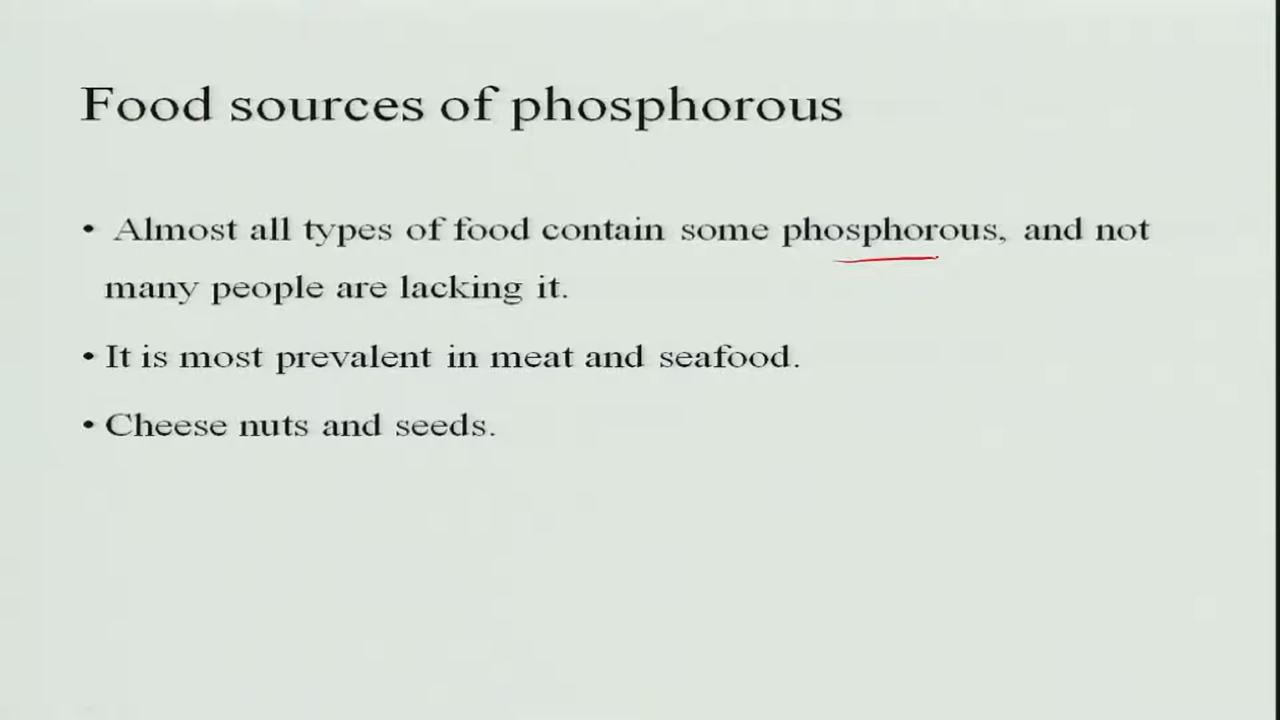 Food sources of phosphorous
• Almost all types of food contain some phosphorous, and not
many people are lacking it.
• It is most prevalent in meat and seafood.
• Cheese nuts and seeds.